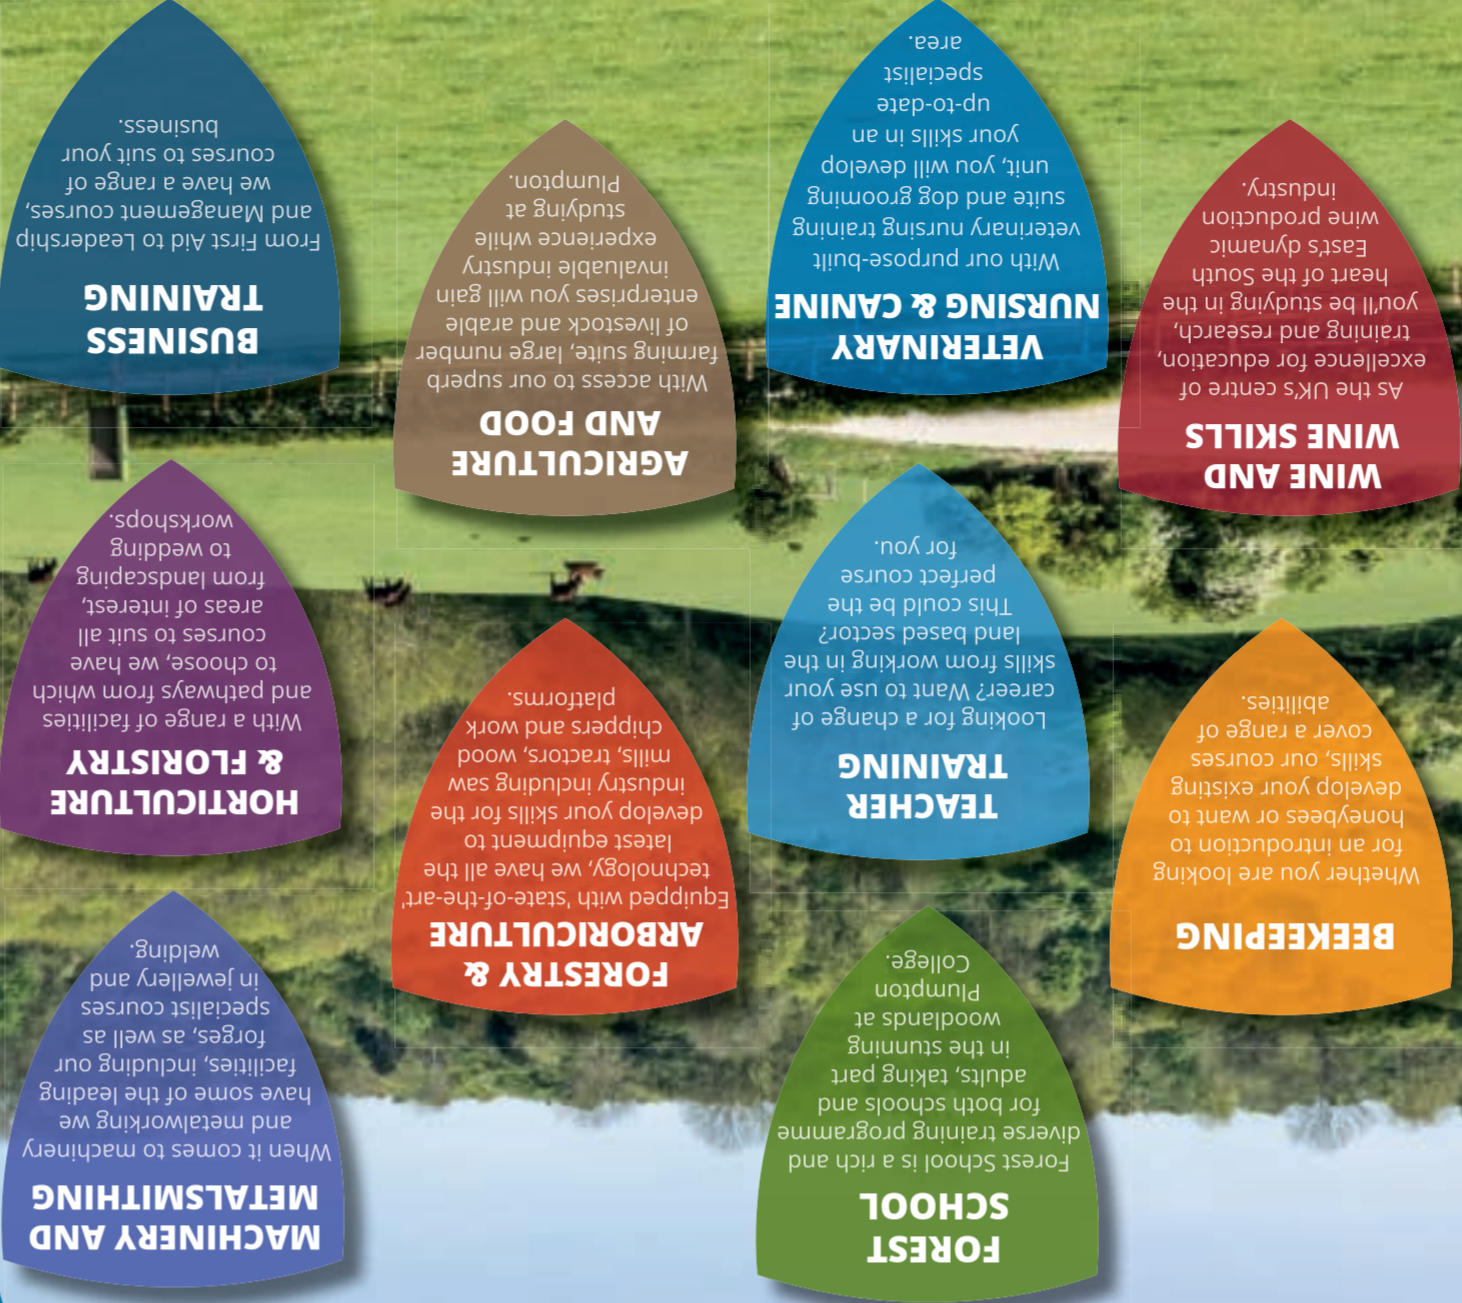 FOREST
SCHOOL
Forest School is a rich and
diverse training programme
for both schools and
adults, taking part
in the stunning
woodlands at
Plumpton
College.
MACHINERY AND
METALSMITHING
When it comes to machinery
and metalworking we
have some of the leading
facilities, including our
forges, as well as
specialist courses
in jewellery and
welding.
BEEKEEPING
Whether you are looking
for an introduction to
honeybees or want to
develop your existing
skills, our courses
cover a range of
abilities.
FORESTRY &
ARBORICULTURE
Equipped with 'state-of-the-art'
technology, we have all the
latest equipment to
develop your skills for the
industry including saw
mills, tractors, wood
chippers and work
platforms.
TEACHER
TRAINING
Looking for a change of
career? Want to use your
skills from working in the
land based sector?
This could be the
perfect course
for you.
HORTICULTURE
& FLORISTRY
With a range of facilities
and pathways from which
to choose, we have
courses to suit all
areas of interest,
from landscaping
to wedding
workshops.
WINE AND
WINE SKILLS
As the UK's centre of
excellence for education,
training and research,
you'll be studying in the
heart of the South
East's dynamic
wine production
industry.
AGRICULTURE
AND FOOD
With access to our superb
farming suite, large number
of livestock and arable
enterprises you will gain
invaluable industry
experience while
studying at
Plumpton.
VETERINARY
NURSING & CANINE
With our purpose-built
veterinary nursing training
suite and dog grooming
unit, you will develop
your skills in an
up-to-date
specialist
area.
BUSINESS
TRAINING
From First Aid to Leadership
and Management courses,
we have a range of
courses to suit your
business.